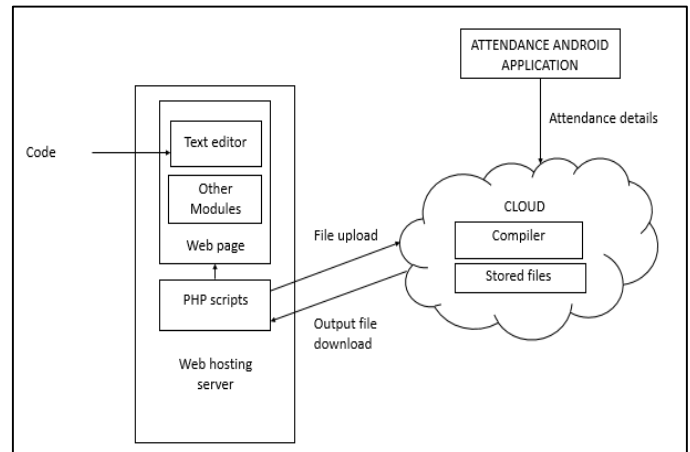 ATTENDANCE ANDROID
APPLICATION
Attendance details
Code
Text editor
Other
Modules
Web page
PHP scripts
Web hosting
server
File upload
Output file
download
CLOUD
Compiler
Stored files